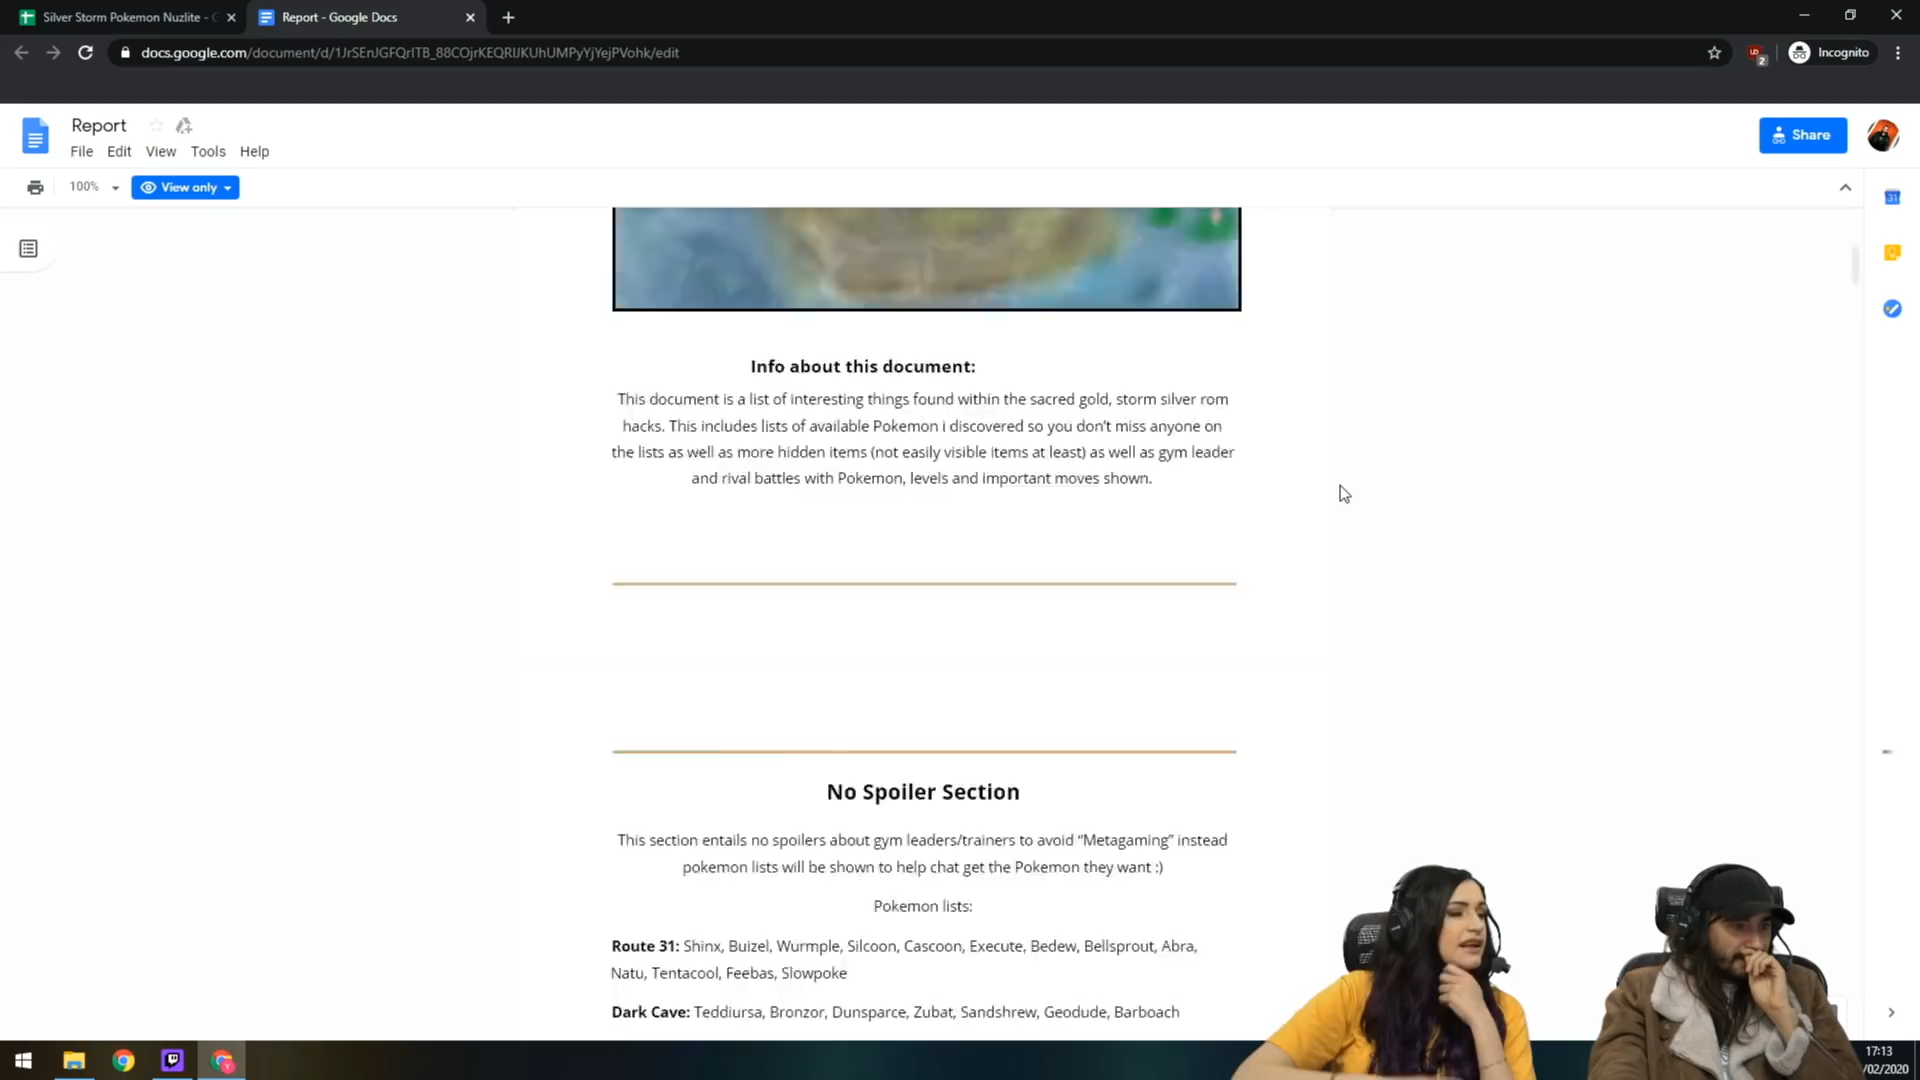 Silver Storm Pokemon Nuzlite -
Report - Google Docs
docs.google.com/document/d/1JrSEnJGFQrITB_88COjrKEQRIJKUhUMPyYjYejPVohk/edit
2
Incognito
Report
File Edit View Tools Help
Share
100%
View only
31
Info about this document:
This document is a list of interesting things found within the sacred gold, storm silver rom
hacks. This includes lists of available Pokemon i discovered so you don't miss anyone on
the lists as well as more hidden items (not easily visible items at least) as well as gym leader
and rival battles with Pokemon, levels and important moves shown.
No Spoiler Section
This section entails no spoilers about gym leaders/trainers to avoid “Metagaming” instead
pokemon lists will be shown to help chat get the Pokemon they want :)
Pokemon lists:
Route 31: Shinx, Buizel, Wurmple, Silcoon, Cascoon, Execute, Bedew, Bellsprout, Abra,
Natu, Tentacool, Feebas, Slowpoke
Dark Cave: Teddiursa, Bronzor, Dunsparce, Zubat, Sandshrew, Geodude, Barboach
17:13
/02/2020